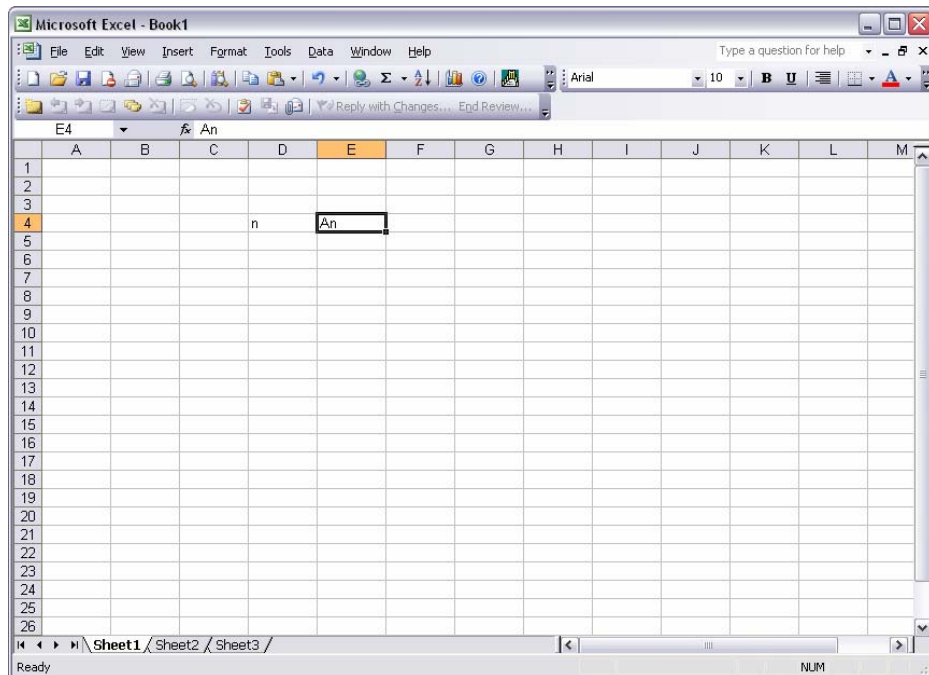 Microsoft Excel - Book1
File Edit View Insert Format Tools Data Window Help Type a question for help
Arial 10 B U A
Reply with Changes... End Review...
E4 fx An
A B C D E F G H I J K L M
1
2
3
4 n An
5
6
7
8
9
10
11
12
13
14
15
16
17
18
19
20
21
22
23
24
25
26
Sheet1 Sheet2 Sheet3
Ready NUM